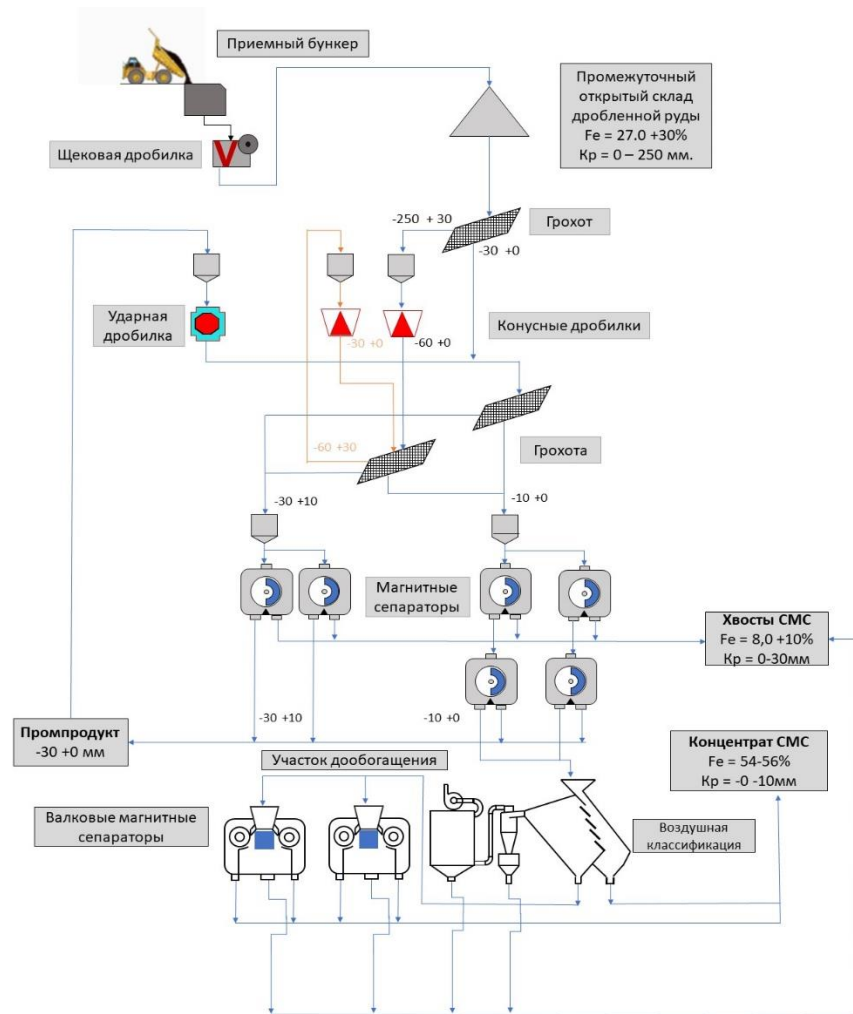 Приемный бункер
Щековая дробилка
Промежуточный
открытый склад
дробленной руды
Fe = 27.0 +30%
Кр = 0 – 250 мм.
-250 + 30
Грохот
-30 +0
Ударная
дробилка
Конусные дробилки
-30 +0
-60 +0
-60 +30
Грохота
-30 +10
-10 +0
Магнитные
сепараторы
Хвосты СМС
Fe = 8,0 +10%
Кр = 0-30мм
-30 +10
-10 +0
Промпродукт
-30 +0 мм
Концентрат СМС
Fe = 54-56%
Кр = -0 -10мм
Участок дообогащения
Валковые магнитные
сепараторы
Воздушная
классификация